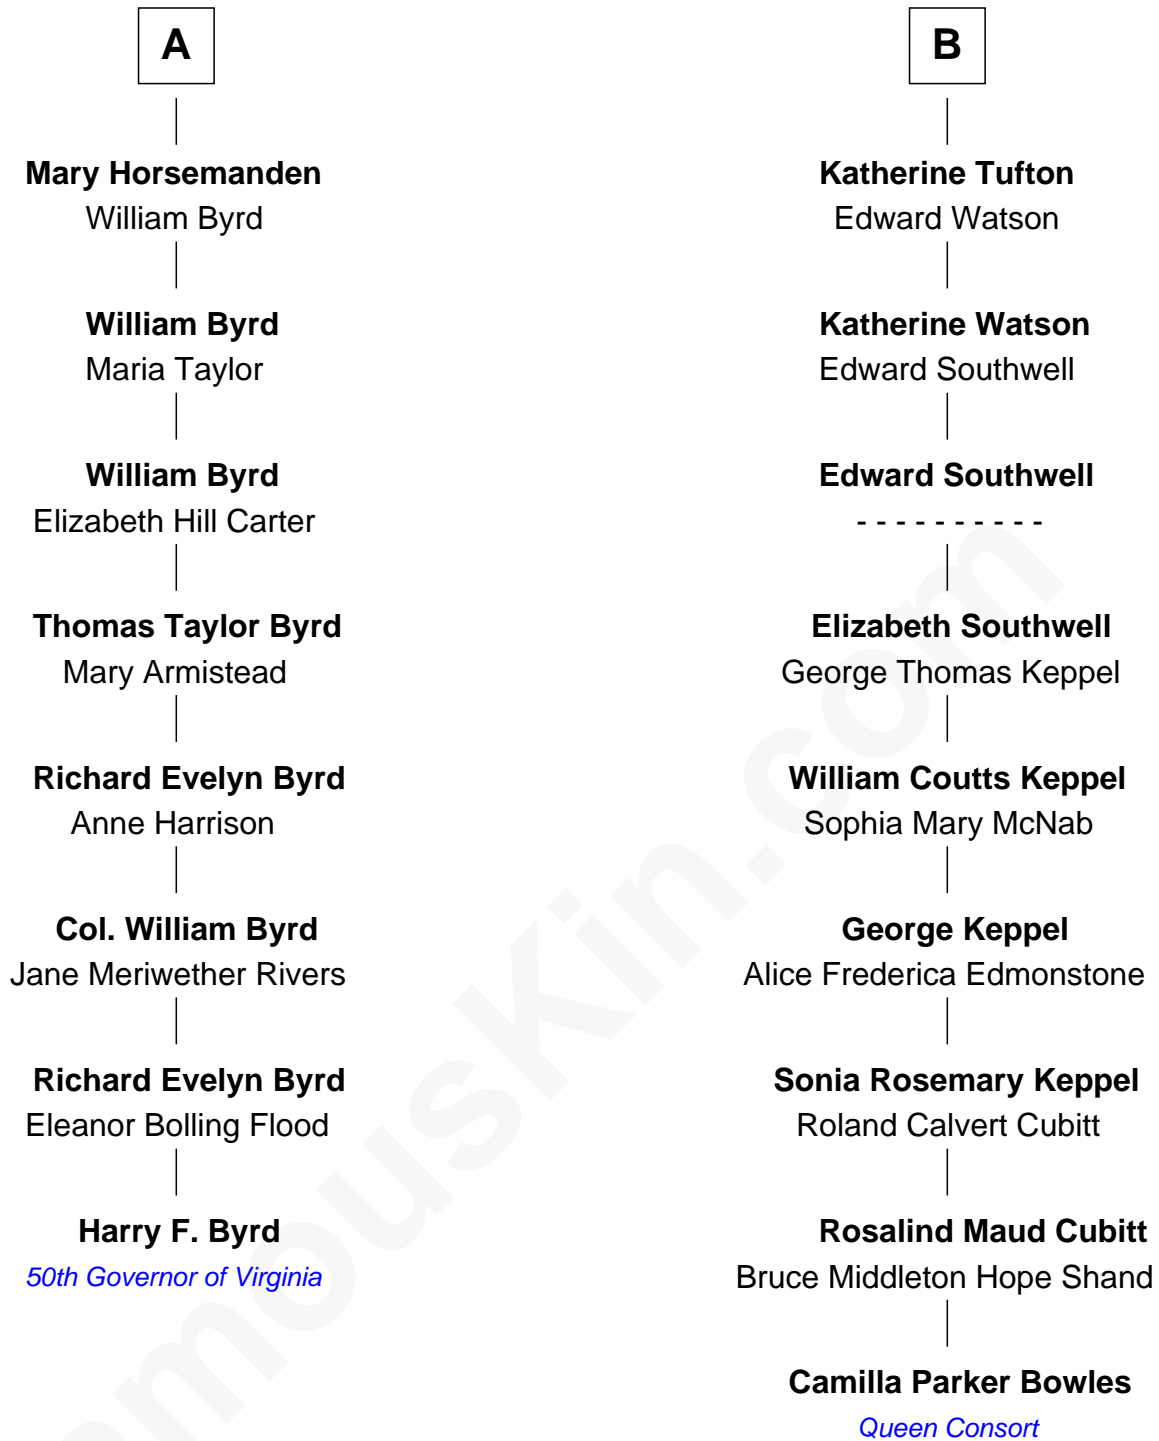 A
Mary Horsemanden
William Byrd
William Byrd
Maria Taylor
William Byrd
Elizabeth Hill Carter
Thomas Taylor Byrd
Mary Armistead
Richard Evelyn Byrd
Anne Harrison
Col. William Byrd
Jane Meriwether Rivers
Richard Evelyn Byrd
Eleanor Bolling Flood
Harry F. Byrd
50th Governor of Virginia
B
Katherine Tufton
Edward Watson
Katherine Watson
Edward Southwell
Edward Southwell
- - - - - - - - - -
Elizabeth Southwell
George Thomas Keppel
William Coutts Keppel
Sophia Mary McNab
George Keppel
Alice Frederica Edmonstone
Sonia Rosemary Keppel
Roland Calvert Cubitt
Rosalind Maud Cubitt
Bruce Middleton Hope Shand
Camilla Parker Bowles
Queen Consort
amouskin.com